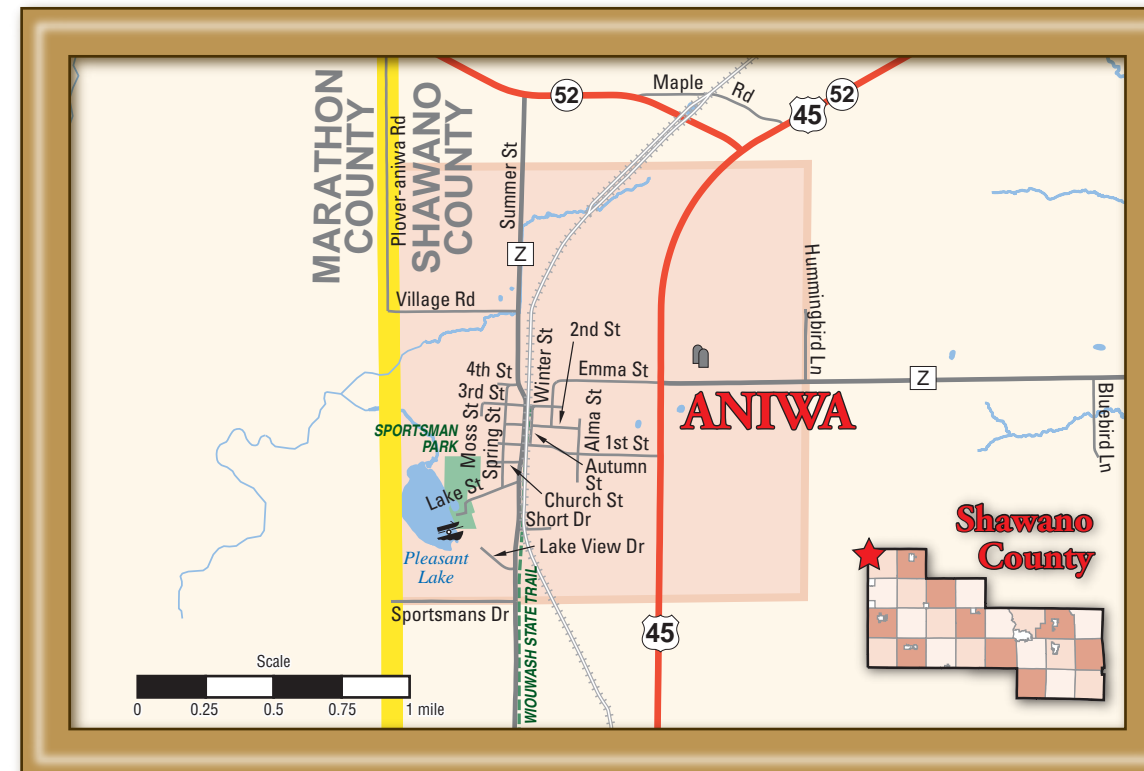 MARATHON
COUNTY
Plover-aniwa Rd
SHAWANO
COUNTY
52
Maple Rd
45
52
Summer St
Z
Village Rd
Hummingbird Ln
Winter St
2nd St
4th St
Emma St
3rd St
Z
ANIWA
Bluebird Ln
Moss St
Spring St
Alma St
SPORTSMAN
PARK
1st St
Autumn
St
Lake St
Church St
Short Dr
Lake View Dr
Pleasant
Lake
Shawano
County
Sportsmans Dr
WIOUWASH STATE TRAIL
45
Scale
0 0.25 0.5 0.75 1 mile